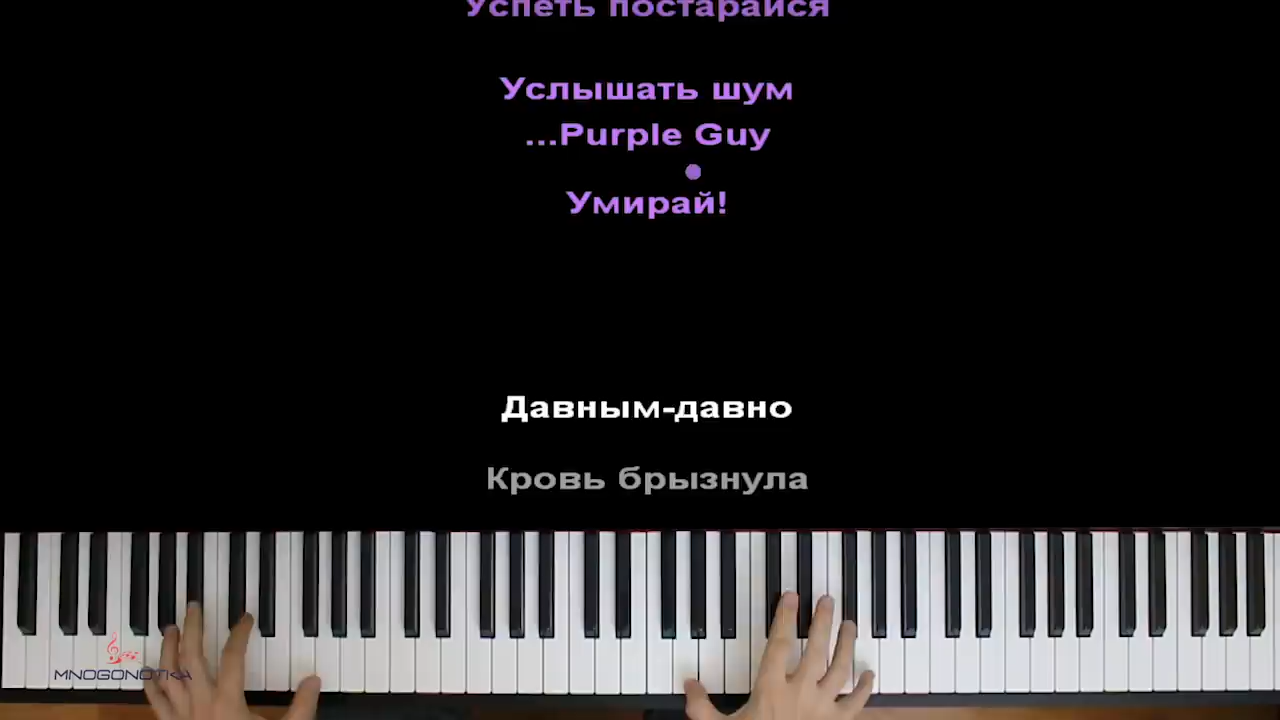 Успеть постарайся
Услышать шум
...Purple Guy
Умирай!
Давным-давно
Кровь брызнула
MNOGONOTKA